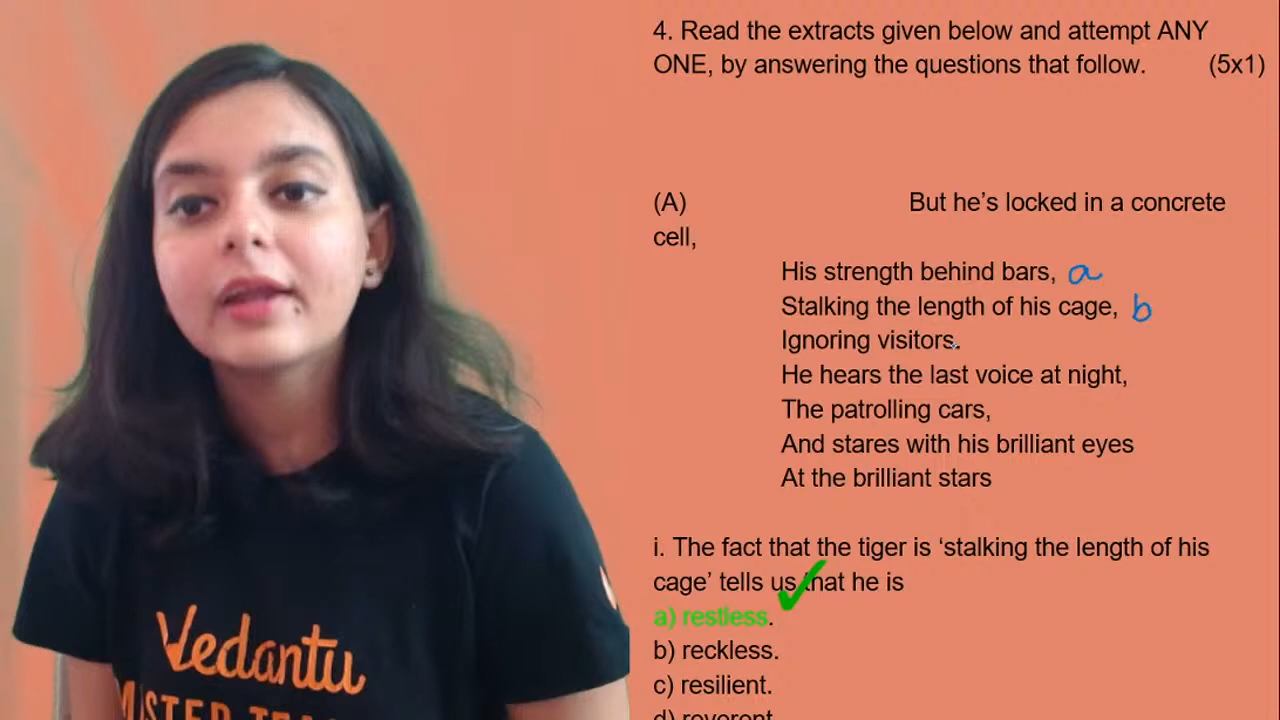 4. Read the extracts given below and attempt ANY
ONE, by answering the questions that follow. (5x1)
(A) But he’s locked in a concrete
cell,
His strength behind bars, a
Stalking the length of his cage, b
Ignoring visitors.
He hears the last voice at night,
The patrolling cars,
And stares with his brilliant eyes
At the brilliant stars
i. The fact that the tiger is ‘stalking the length of his
cage’ tells us that he is
a) restless.
b) reckless.
c) resilient.
d) reverent
Vedantu
MASTER TEA